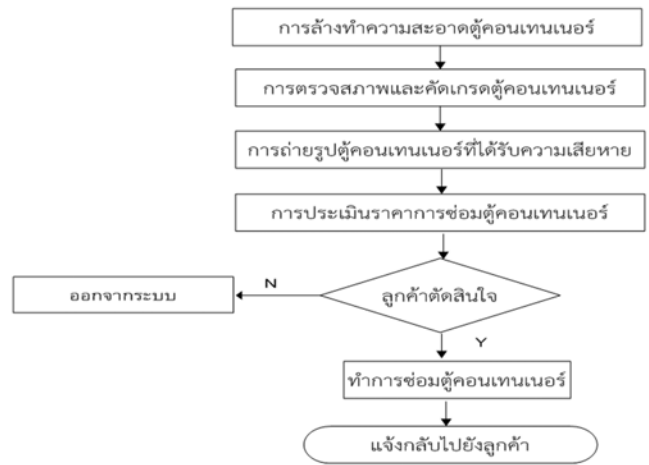 การล้างทำความสะอาดตู้คอนเทนเนอร์
การตรวจสภาพและคัดเกรดตู้คอนเทนเนอร์
การถ่ายรูปตู้คอนเทนเนอร์ที่ได้รับความเสียหาย
การประเมินราคาการซ่อมตู้คอนเทนเนอร์
ลูกค้าตัดสินใจ
N
ออกจากระบบ
Y
ทำการซ่อมตู้คอนเทนเนอร์
แจ้งกลับไปยังลูกค้า